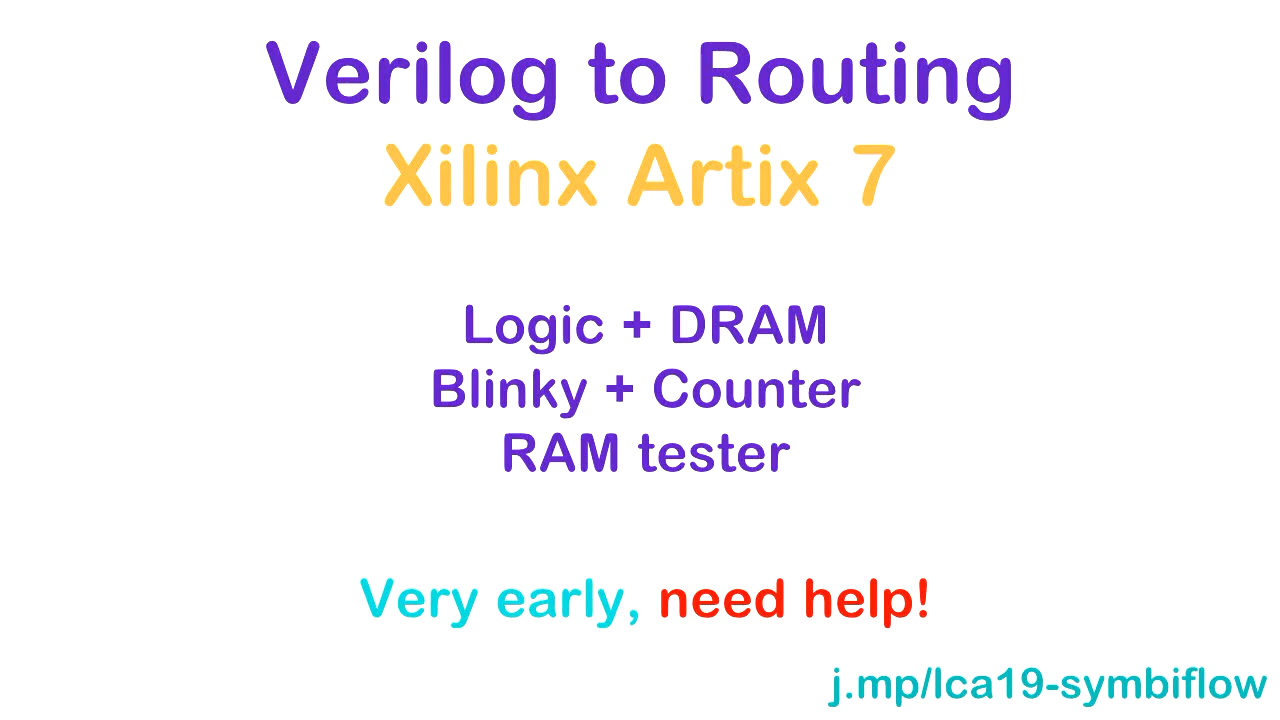 Verilog to Routing
Xilinx Artix 7
Logic + DRAM
Blinky + Counter
RAM tester
Very early, need help!
j.mp/lca19-symbiflow